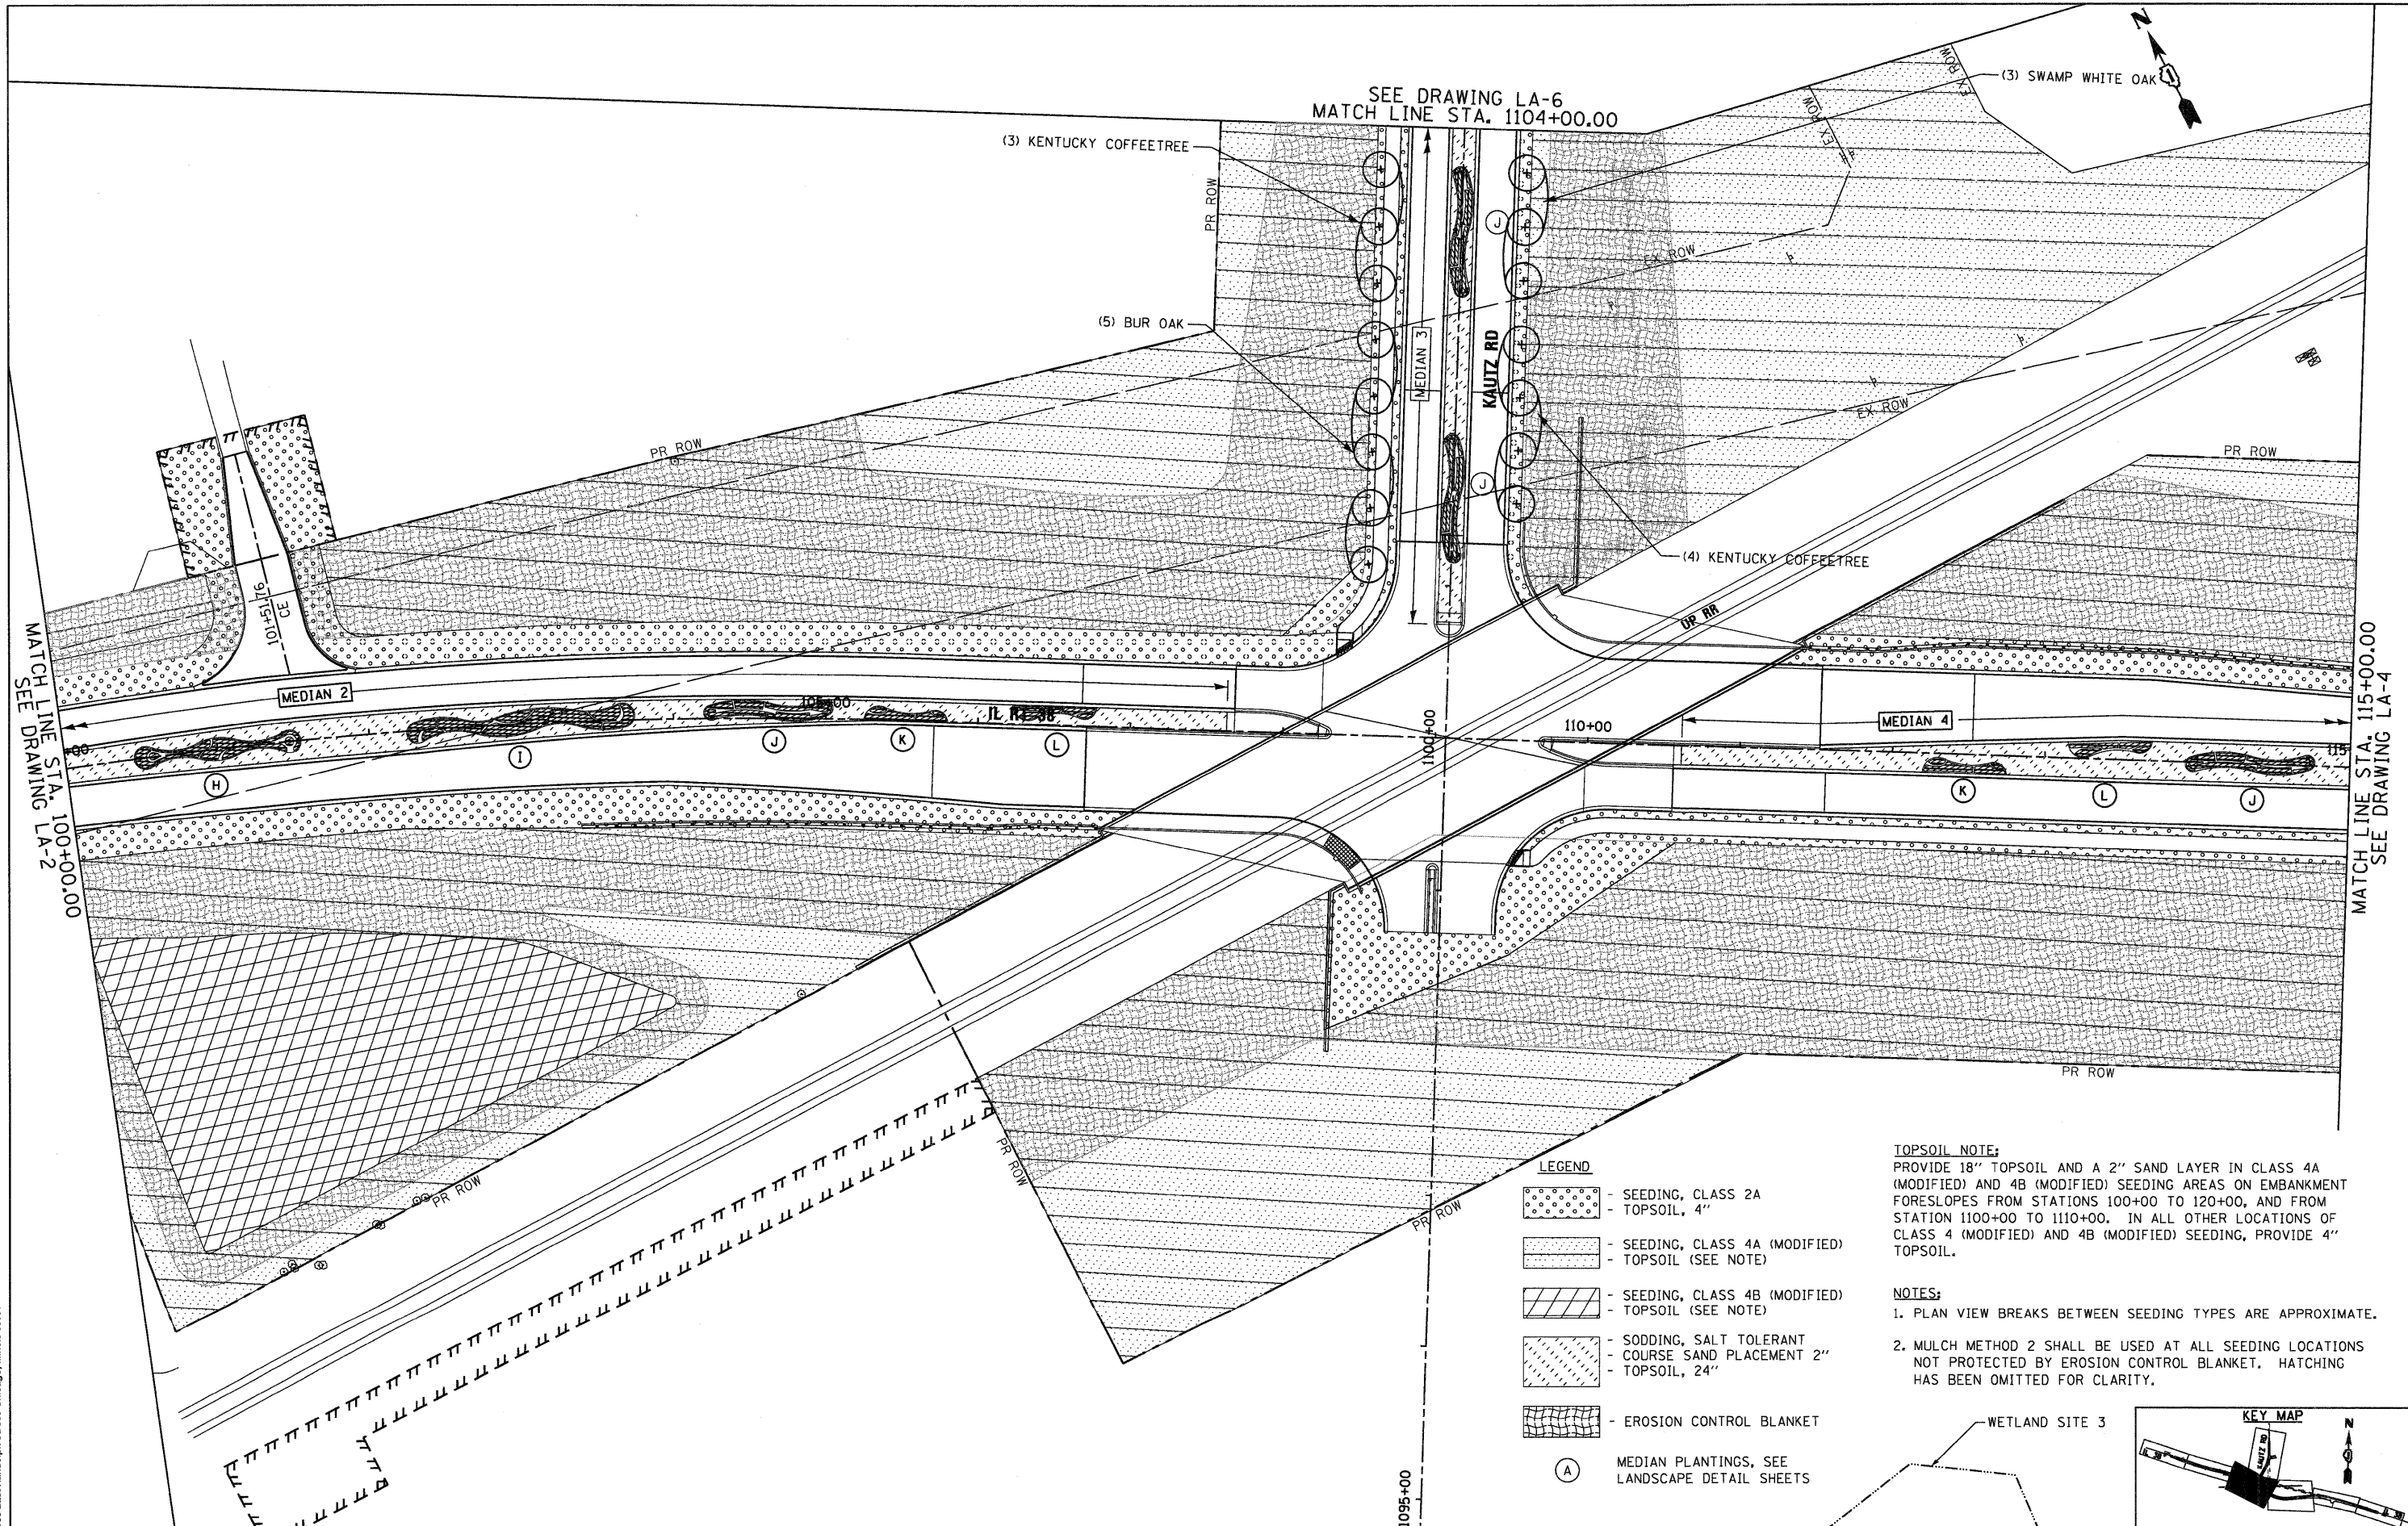 SEE DRAWING LA-6
MATCH LINE STA. 1104+00.00
N
(3) SWAMP WHITE OAK
EX ROW
EX ROW
(3) KENTUCKY COFFEETREE
PR ROW
J
EX ROW
(5) BUR OAK
MEDIAN 3
KAUTZ RD
EX ROW
PR ROW
PR ROW
J
(4) KENTUCKY COFFEETREE
101+51.76
CE
UP RR
MATCH LINE STA. 100+00.00
SEE DRAWING LA-2
MEDIAN 2
105+00
IL RT 38
+00
H
I
J
K
L
1100+00
110+00
MEDIAN 4
115
K
L
J
MATCH LINE STA. 115+00.00
SEE DRAWING LA-4
PR ROW
PR ROW
PR ROW
PR ROW
1095+00
LEGEND
- SEEDING, CLASS 2A
- TOPSOIL, 4"
- SEEDING, CLASS 4A (MODIFIED)
- TOPSOIL (SEE NOTE)
- SEEDING, CLASS 4B (MODIFIED)
- TOPSOIL (SEE NOTE)
- SODDING, SALT TOLERANT
- COURSE SAND PLACEMENT 2"
- TOPSOIL, 24"
- EROSION CONTROL BLANKET
A
MEDIAN PLANTINGS, SEE
LANDSCAPE DETAIL SHEETS
TOPSOIL NOTE:
PROVIDE 18" TOPSOIL AND A 2" SAND LAYER IN CLASS 4A
(MODIFIED) AND 4B (MODIFIED) SEEDING AREAS ON EMBANKMENT
FORESLOPES FROM STATIONS 100+00 TO 120+00, AND FROM
STATION 1100+00 TO 1110+00. IN ALL OTHER LOCATIONS OF
CLASS 4 (MODIFIED) AND 4B (MODIFIED) SEEDING, PROVIDE 4"
TOPSOIL.
NOTES:
1. PLAN VIEW BREAKS BETWEEN SEEDING TYPES ARE APPROXIMATE.
2. MULCH METHOD 2 SHALL BE USED AT ALL SEEDING LOCATIONS
NOT PROTECTED BY EROSION CONTROL BLANKET. HATCHING
HAS BEEN OMITTED FOR CLARITY.
WETLAND SITE 3
KEY MAP
N
KAUTZ RD
IL 38